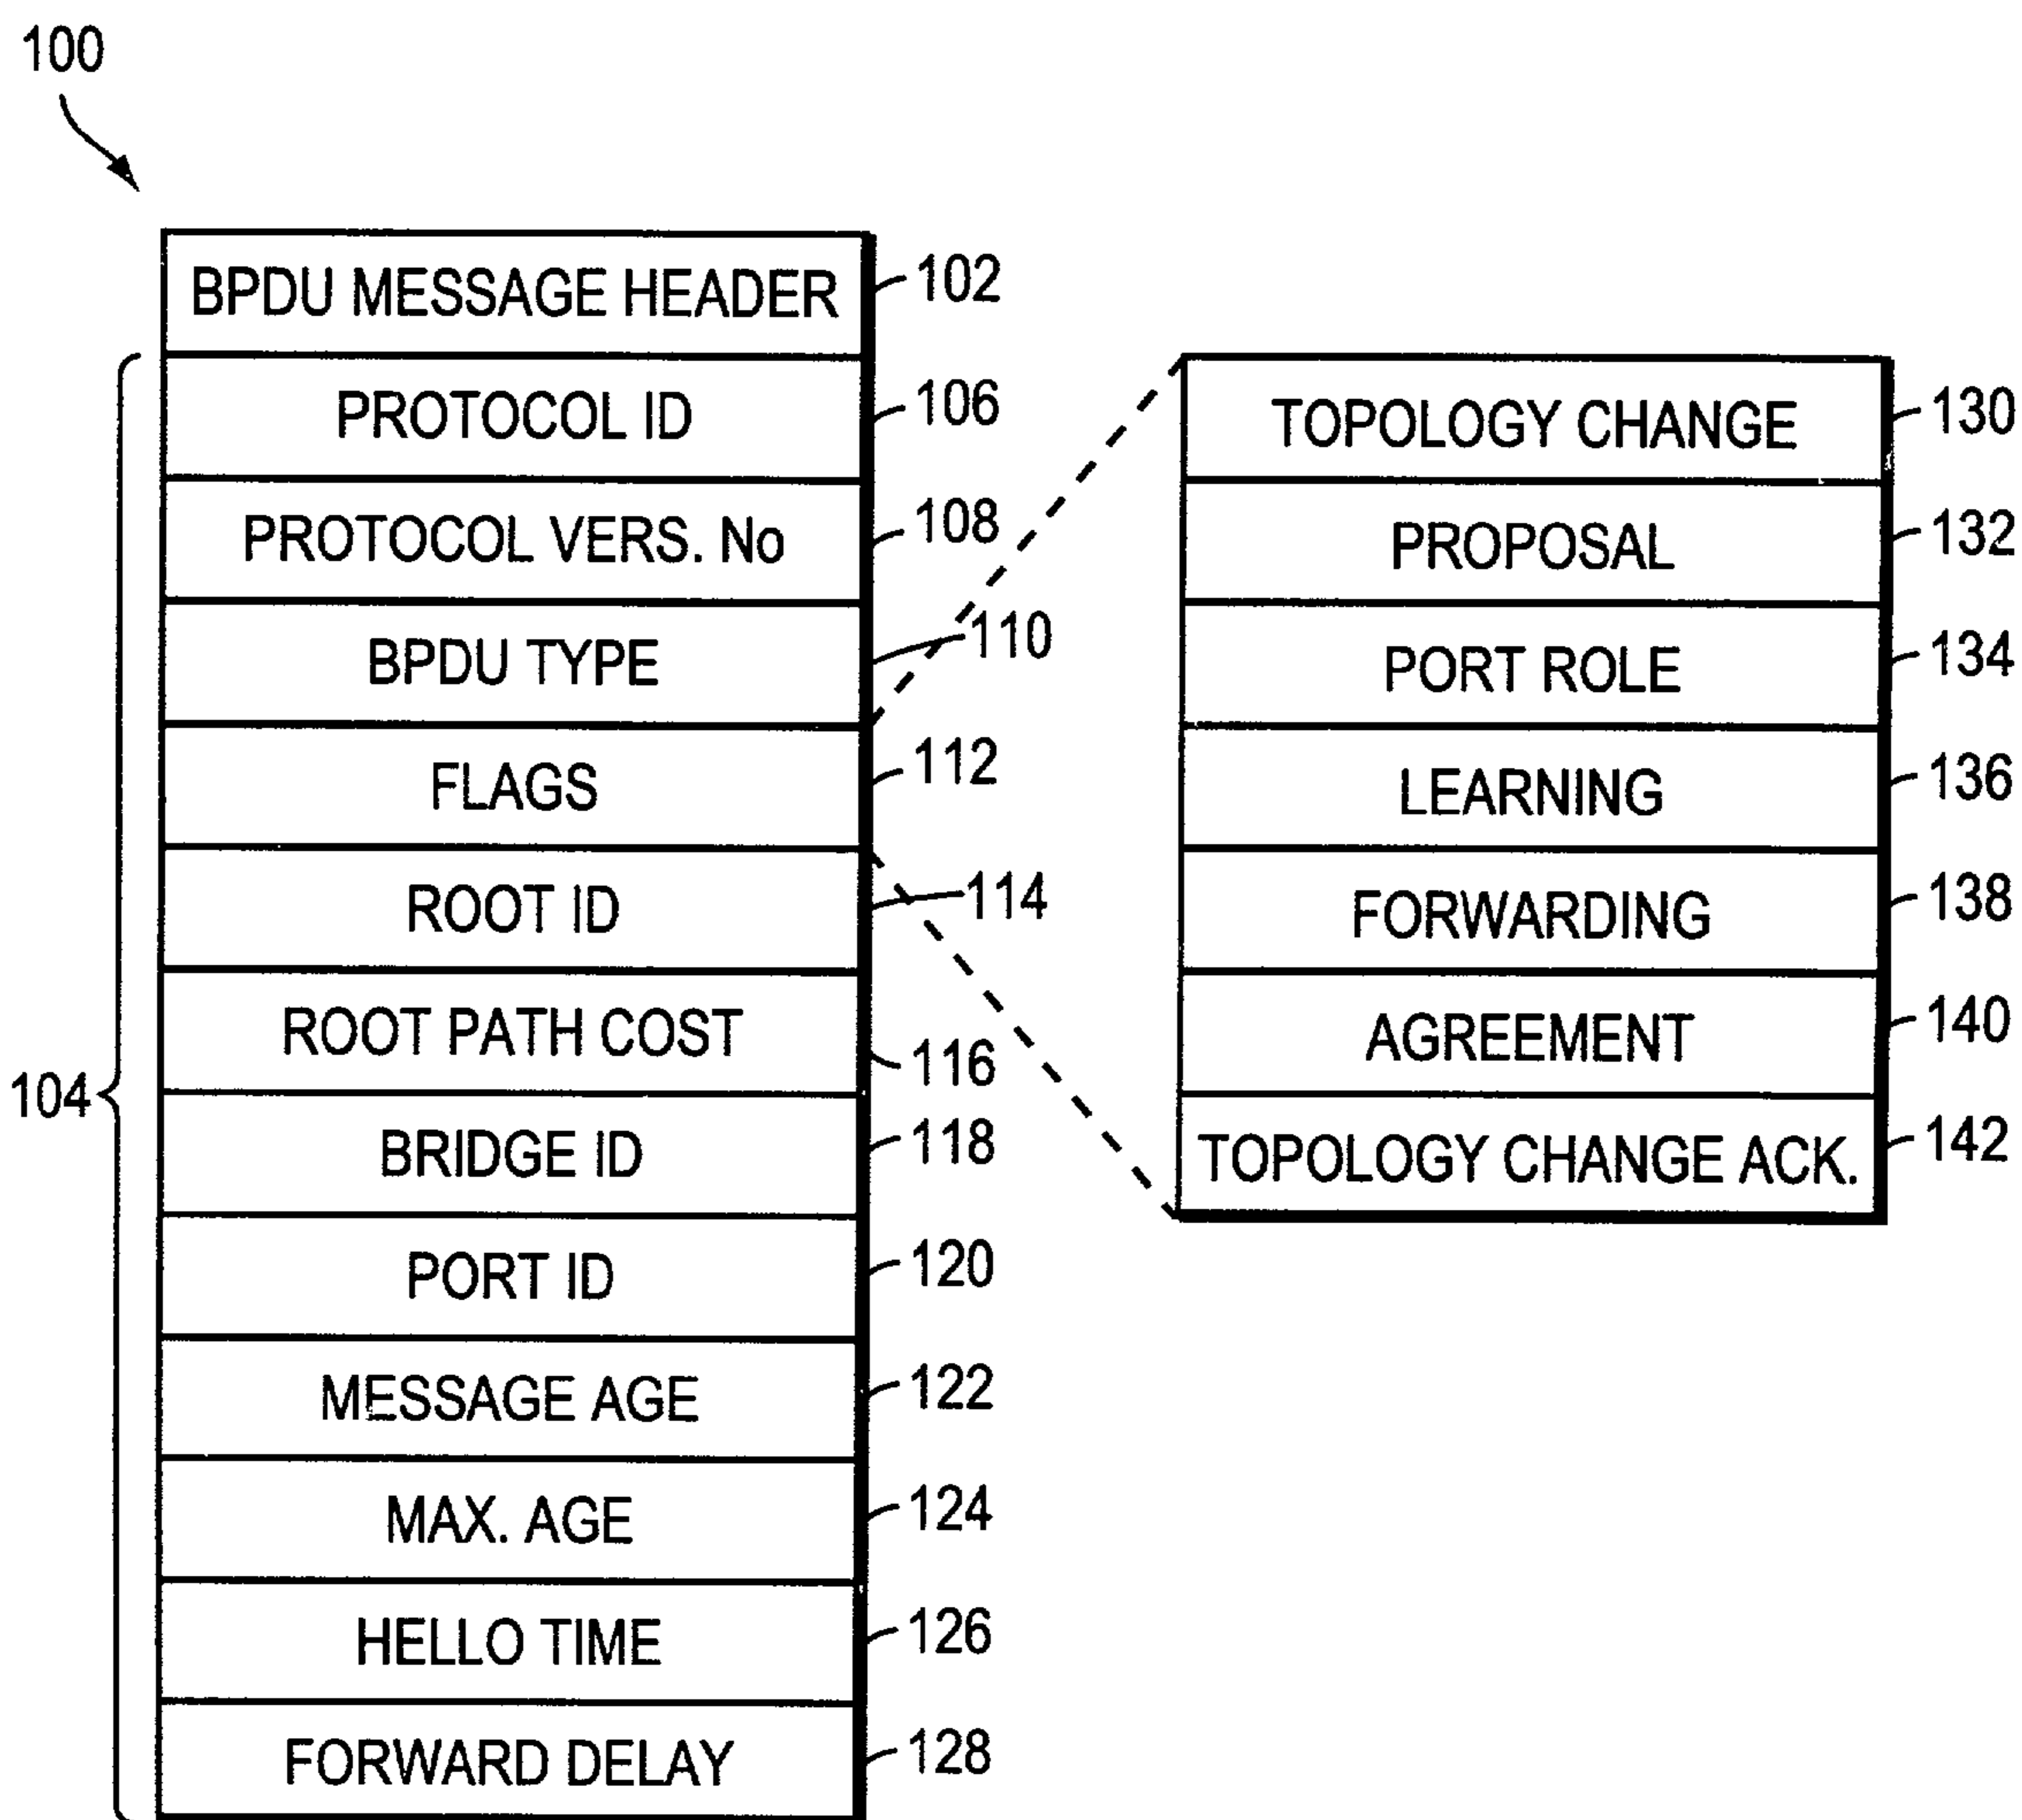 100
BPDU MESSAGE HEADER 102
PROTOCOL ID 106
PROTOCOL VERS. No 108
BPDU TYPE 110
FLAGS 112
ROOT ID 114
ROOT PATH COST 116
BRIDGE ID 118
PORT ID 120
MESSAGE AGE 122
MAX. AGE 124
HELLO TIME 126
FORWARD DELAY 128
104
TOPOLOGY CHANGE 130
PROPOSAL 132
PORT ROLE 134
LEARNING 136
FORWARDING 138
AGREEMENT 140
TOPOLOGY CHANGE ACK. 142